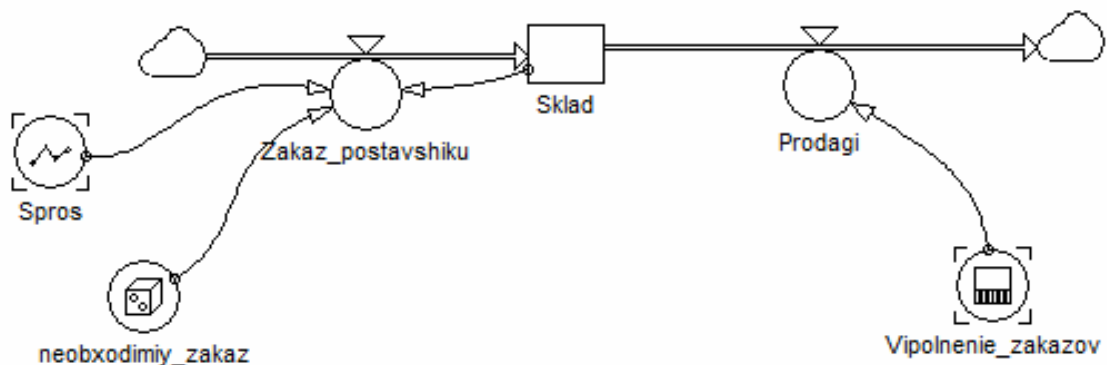 Sklad
Prodagi
Zakaz_postavshiku
Spros
neobxodimiy_zakaz
Vipolnenie_zakazov